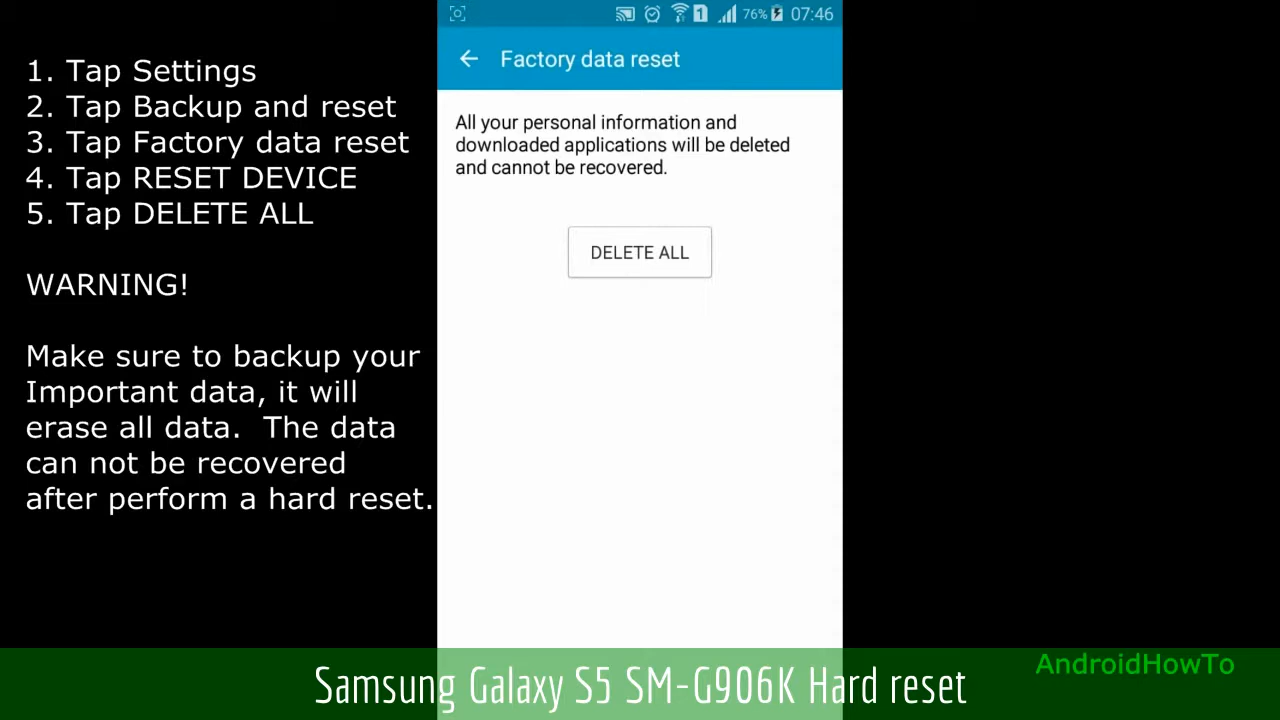 1. Tap Settings
2. Tap Backup and reset
3. Tap Factory data reset
4. Tap RESET DEVICE
5. Tap DELETE ALL
WARNING!
Make sure to backup your
Important data, it will
erase all data.  The data
can not be recovered
after perform a hard reset.
1 76% 07:46
Factory data reset
All your personal information and
downloaded applications will be deleted
and cannot be recovered.
DELETE ALL
AndroidHowTo
Samsung Galaxy S5 SM-G906K Hard reset